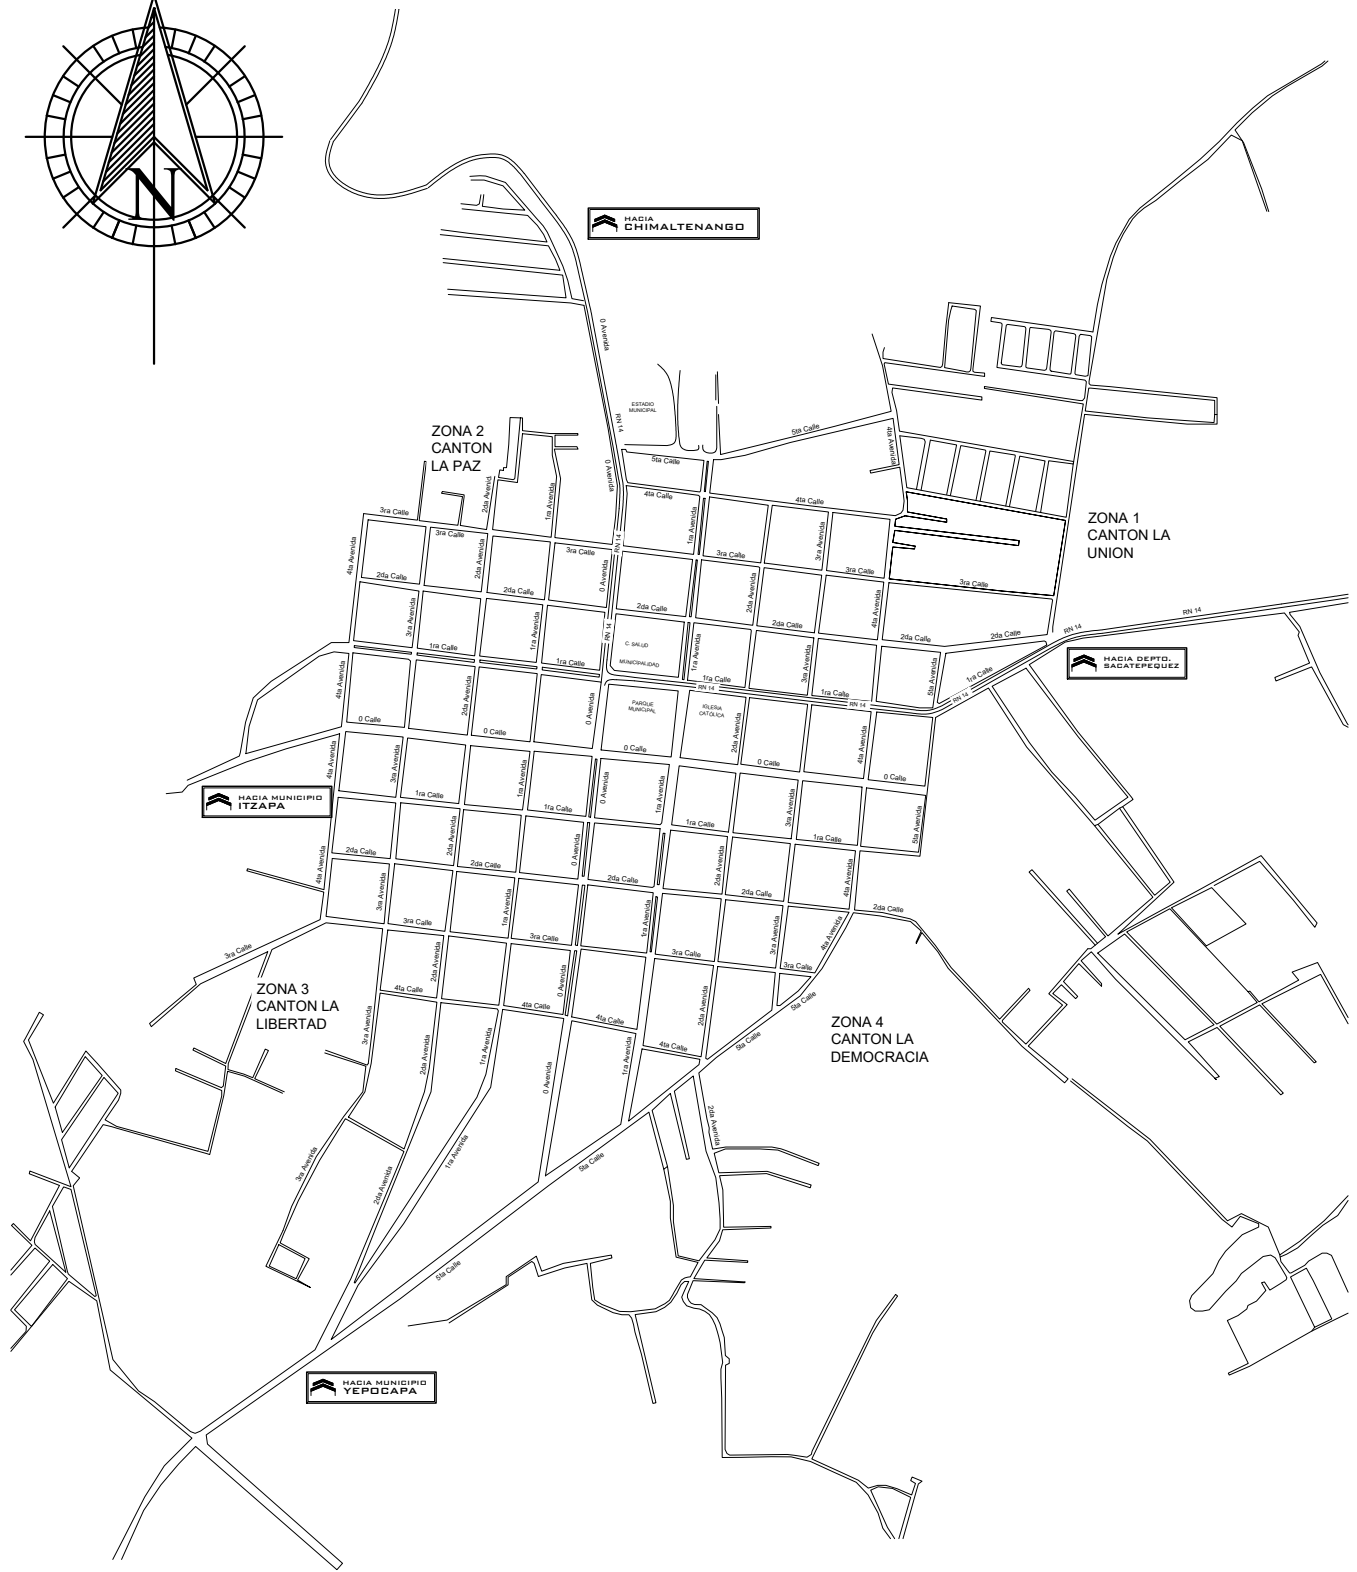 N
HACIA
CHIMALTENANGO
0 Avenida
ESTADIO
MUNICIPAL
RN 14
5ta Calle
4ta Avenida
ZONA 2
CANTON
LA PAZ
0 Avenida
5ta Calle
2da Avenid
1ra Avenida
4ta Calle
4ta Calle
3ra Calle
1ra Avenida
ZONA 1
CANTON LA
UNION
3ra Calle
4ta Avenida
2da Avenida
3ra Calle
RN 14
3ra Calle
3ra Avenida
3ra Calle
3ra Calle
2da Calle
2da Calle
0 Avenida
2da Avenida
2da Calle
2da Calle
4ta Avenida
RN 14
3ra Avenida
1ra Avenida
RN 14
RN 14
2da Calle
2da Calle
1ra Calle
1ra Calle
C. SALUD
MUNICIPALIDAD
1ra Avenida
3ra Avenida
HACIA DEPTO.
SACATEPEQUEZ
4ta Avenida
1ra Calle
1ra Calle
5ta Avenida
1ra Calle
RN 14
RN 14
RN 14
2da Avenida
0 Avenida
PARQUE
MUNICIPAL
IGLESIA
CATOLICA
0 Calle
0 Calle
0 Calle
2da Avenida
4ta Avenida
0 Calle
0 Calle
4ta Avenida
3ra Avenida
1ra Avenida
0 Avenida
1ra Avenida
HACIA MUNICIPIO
ITZAPA
1ra Calle
1ra Calle
3ra Avenida
1ra Calle
1ra Calle
5ta Avenida
2da Avenida
0 Avenida
2da Calle
2da Calle
2da Avenida
4ta Avenida
2da Calle
2da Calle
4ta Avenida
3ra Avenida
1ra Avenida
1ra Avenida
2da Calle
3ra Calle
3ra Calle
3ra Avenida
4ta Avenida
3ra Calle
2da Avenida
3ra Calle
3ra Calle
0 Avenida
ZONA 3
CANTON LA
LIBERTAD
4ta Calle
4ta Calle
4ta Calle
2da Avenida
5ta Calle
ZONA 4
CANTON LA
DEMOCRACIA
3ra Avenida
2da Avenida
1ra Avenida
0 Avenida
1ra Avenida
4ta Calle
5ta Calle
2da Avenida
3ra Avenida
2da Avenida
1ra Avenida
5ta Calle
5ta Calle
HACIA MUNICIPIO
YEPOCAPA